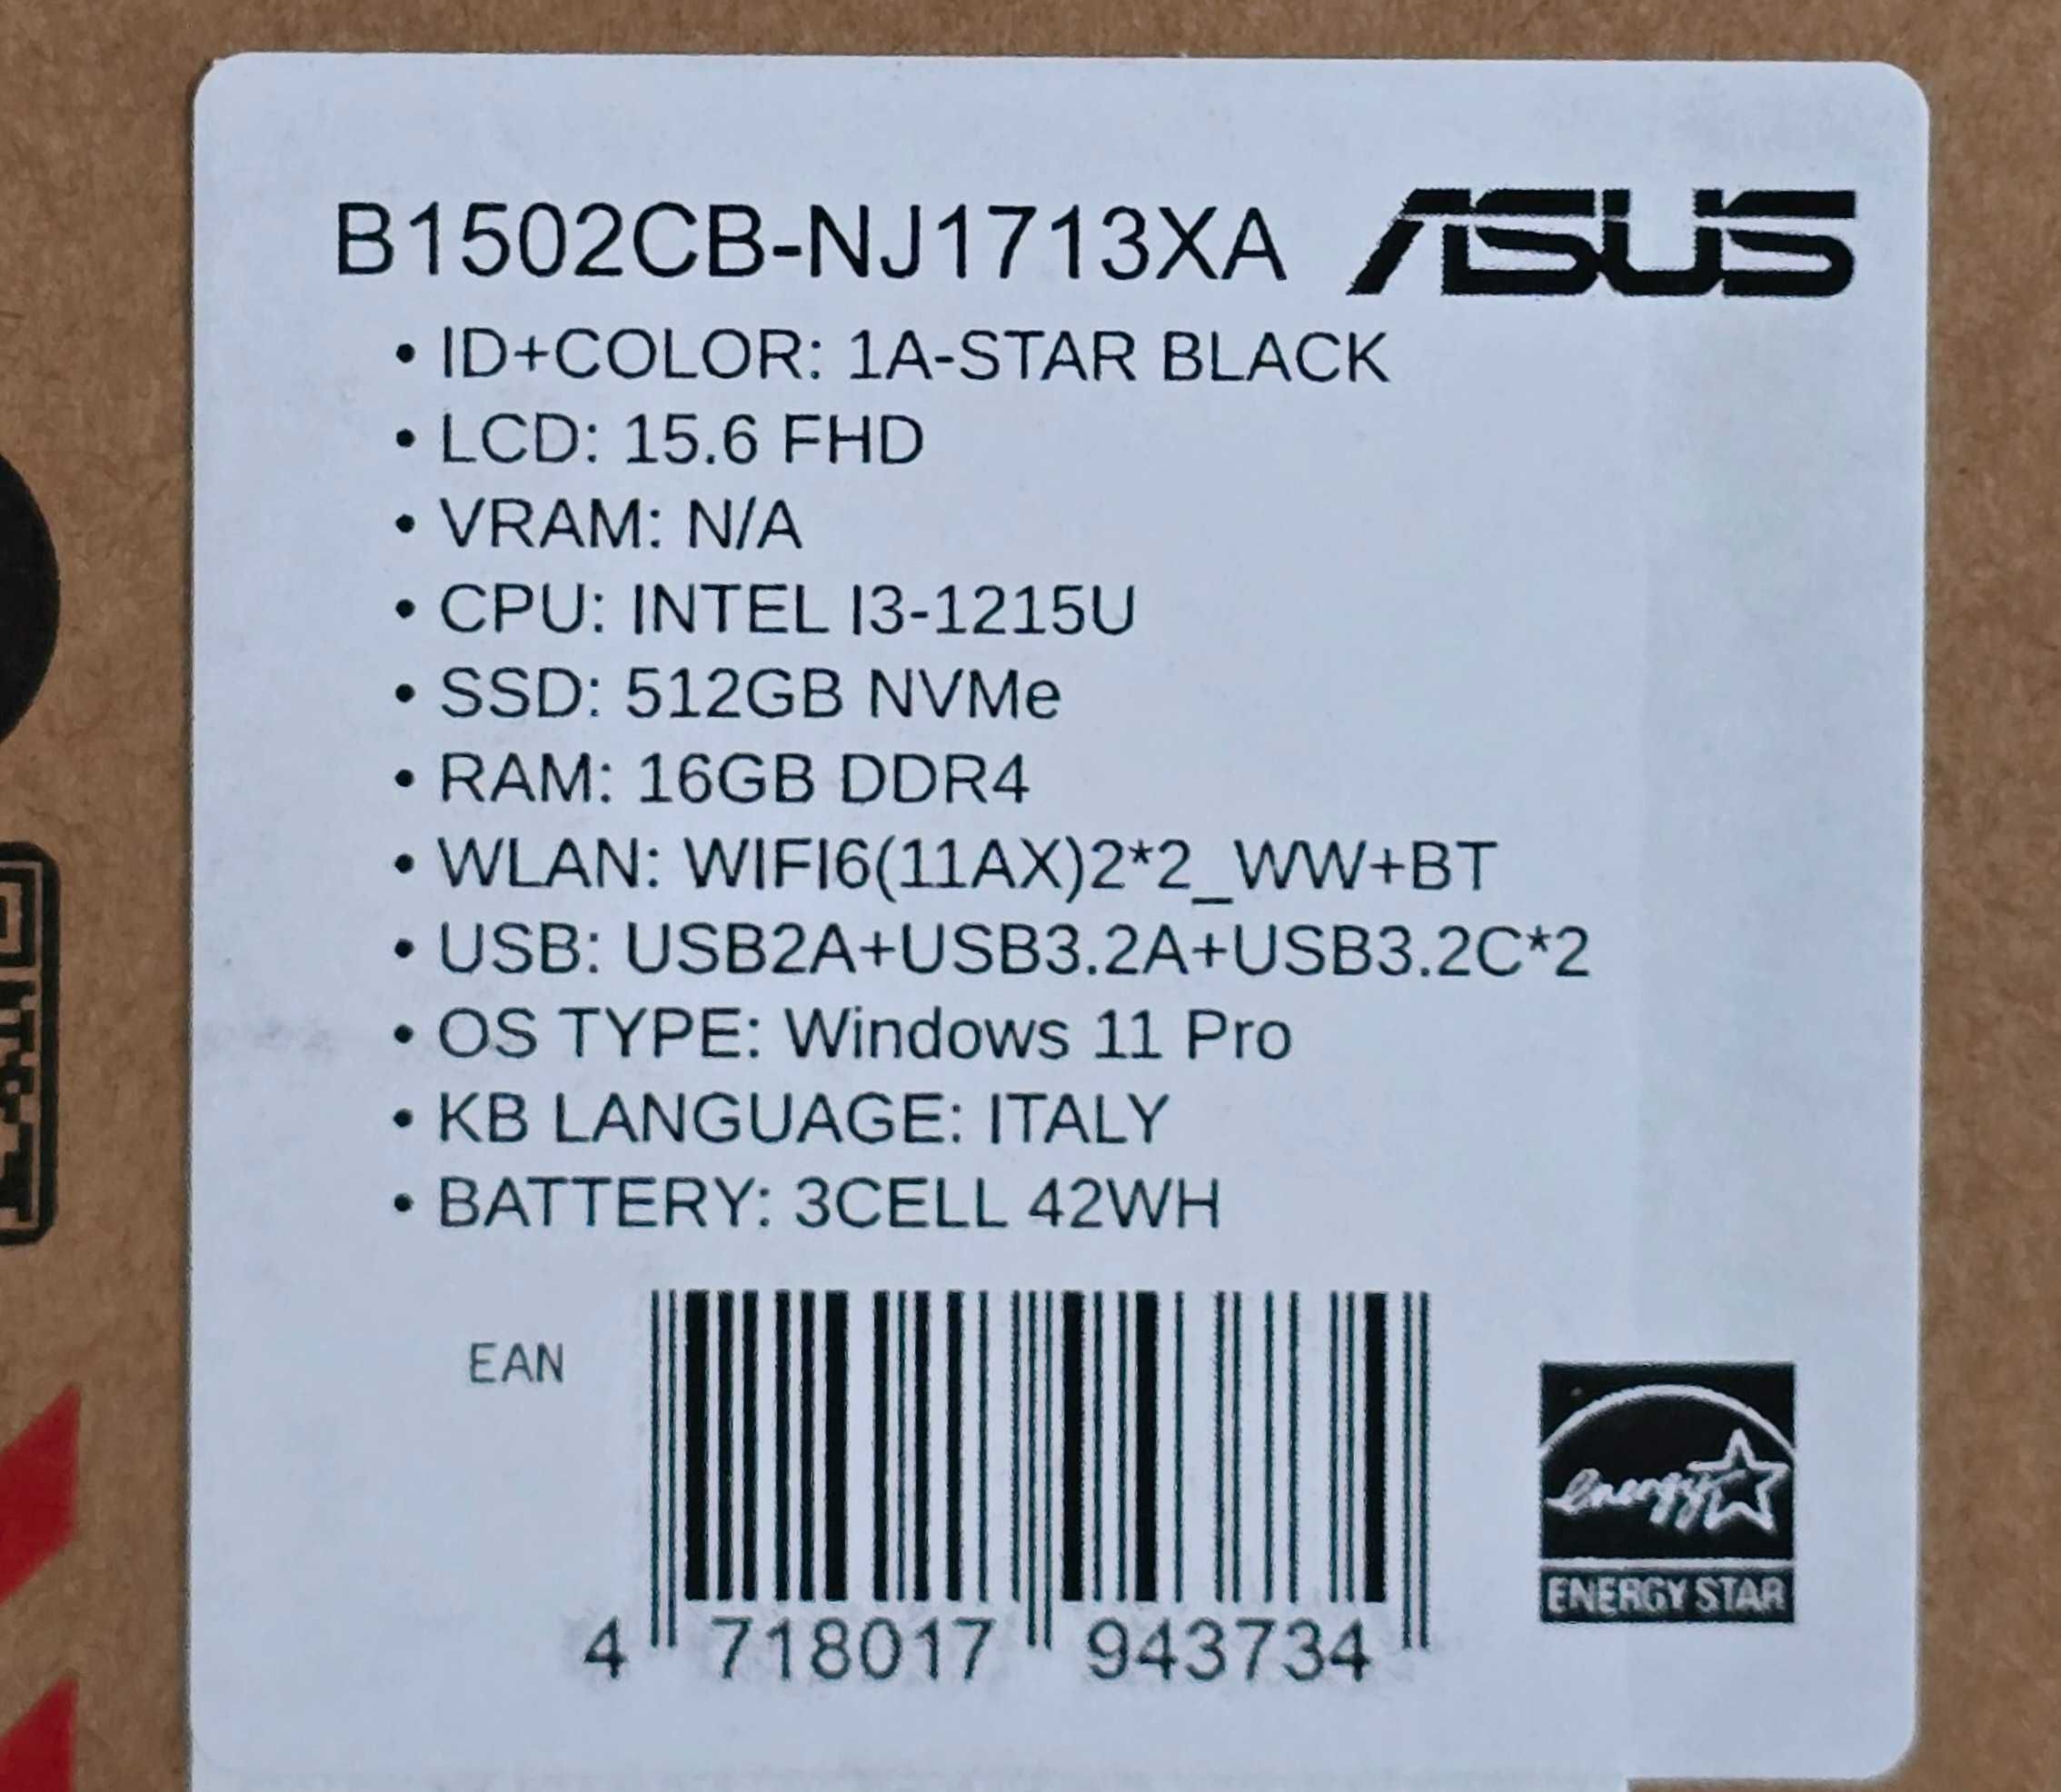 B1502CB-NJ1713XA ASUS
• ID+COLOR: 1A-STAR BLACK
• LCD: 15.6 FHD
• VRAM: N/A
• CPU: INTEL I3-1215U
• SSD: 512GB NVMe
• RAM: 16GB DDR4
• WLAN: WIFI6(11AX)2*2_WW+BT
• USB: USB2A+USB3.2A+USB3.2C*2
• OS TYPE: Windows 11 Pro
• KB LANGUAGE: ITALY
• BATTERY: 3CELL 42WH
EAN
energy
ENERGY STAR
4 718017 943734